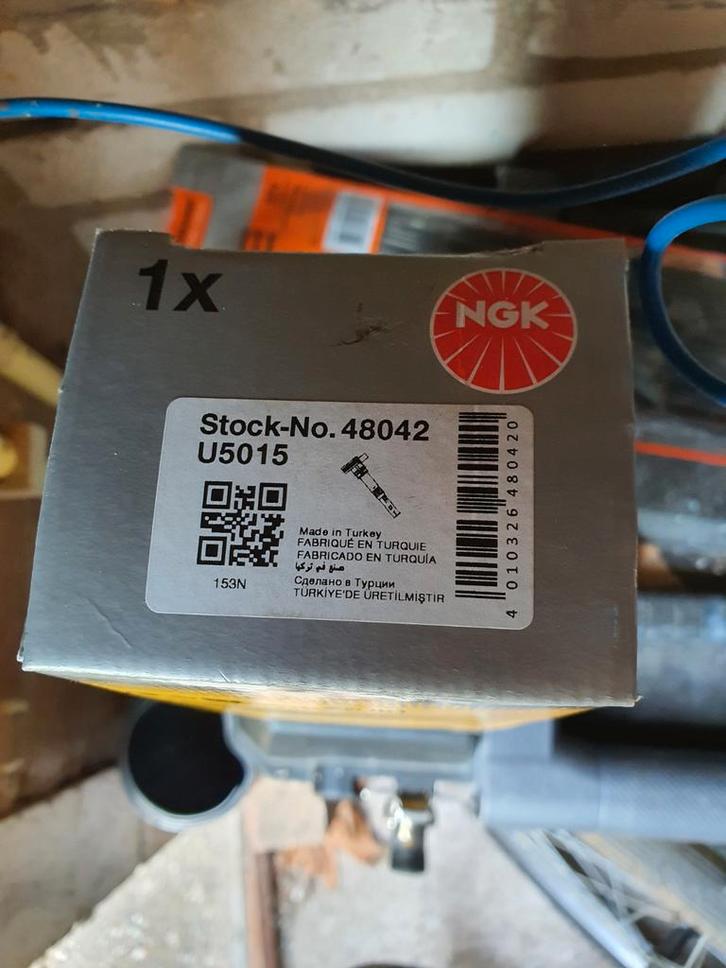 1x
NGK
Stock-No. 48042
U5015
153N
Made in Turkey
FABRIQUÉ EN TURQUIE
FABRICADO EN TURQUÍA
صنع في تركيا
Сделано в Турции
TÜRKİYE'DE ÜRETİLMİŞTİR
4 010326 480420